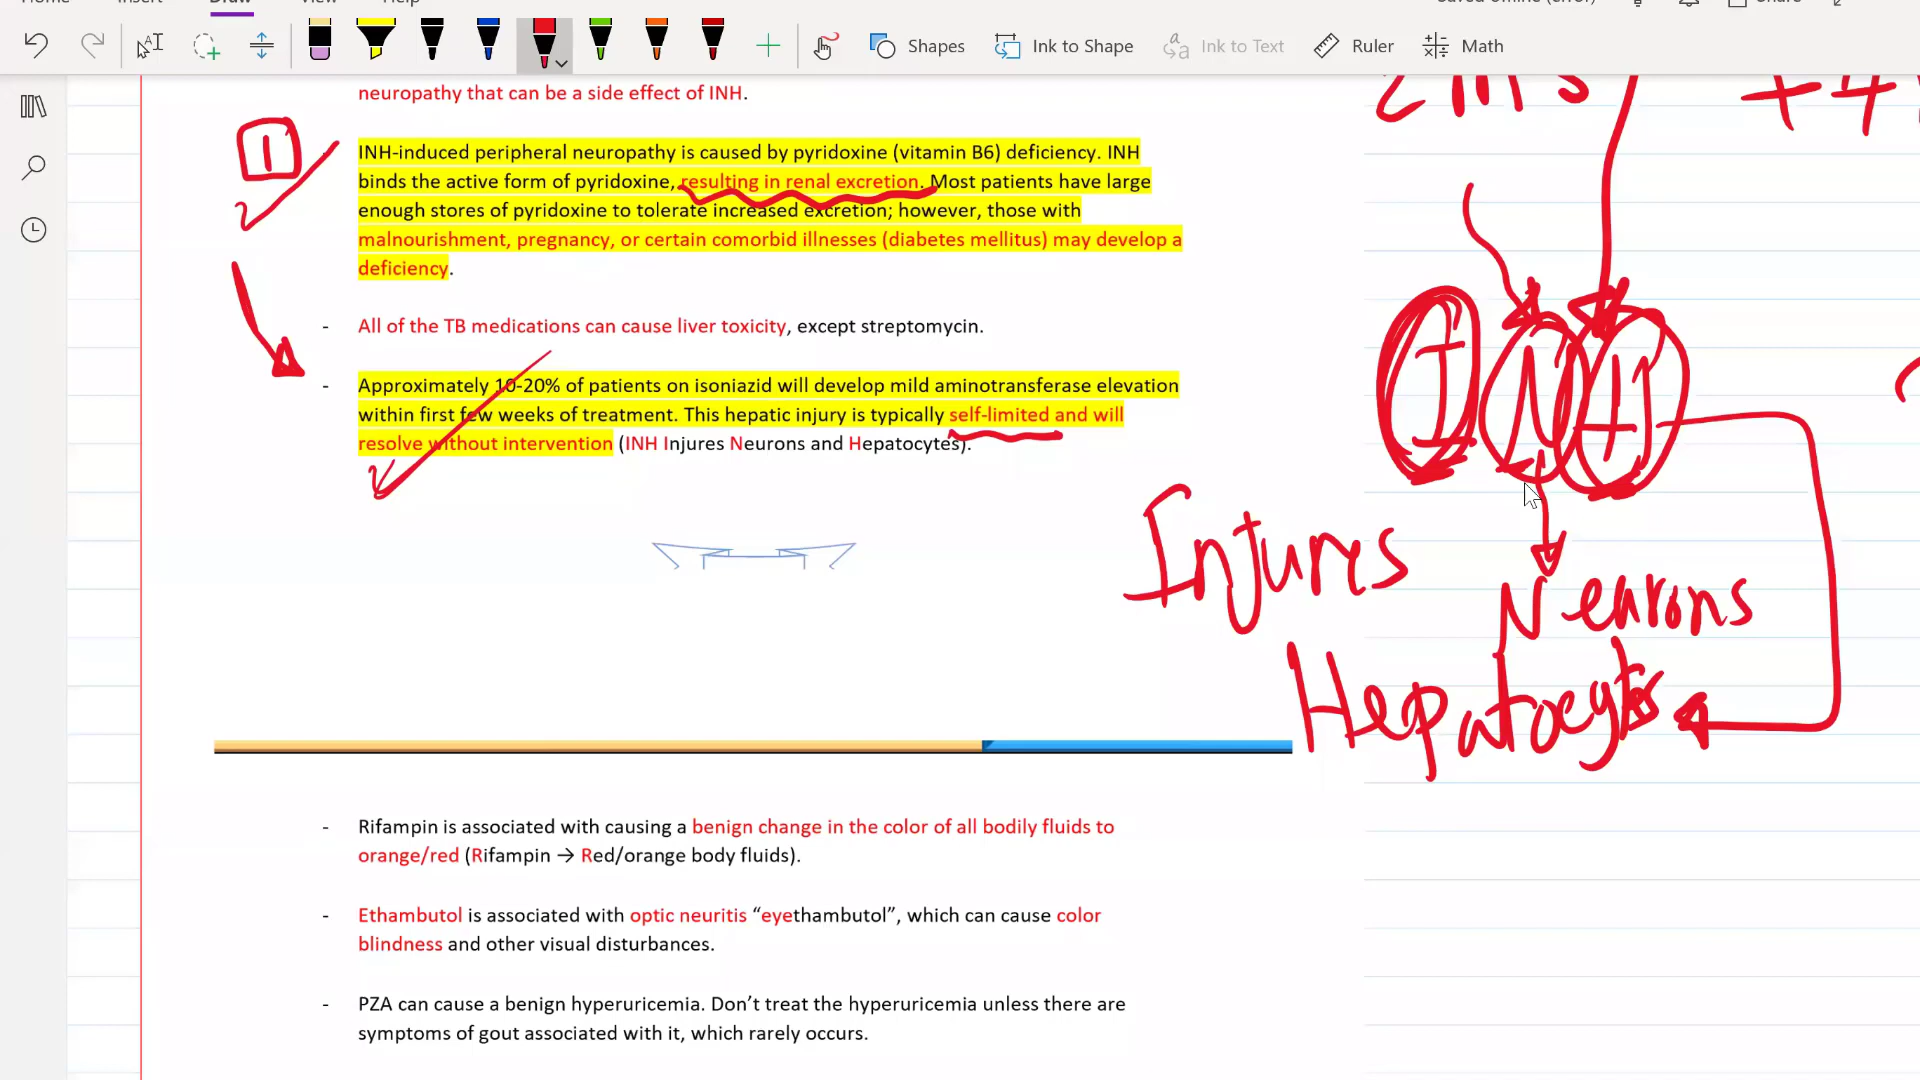 Home Insert Draw View Help
Saved online (error) Share
Shapes Ink to Shape Ink to Text Ruler Math
neuropathy that can be a side effect of INH.
1
- INH-induced peripheral neuropathy is caused by pyridoxine (vitamin B6) deficiency. INH
binds the active form of pyridoxine, resulting in renal excretion. Most patients have large
enough stores of pyridoxine to tolerate increased excretion; however, those with
malnourishment, pregnancy, or certain comorbid illnesses (diabetes mellitus) may develop a
deficiency.
- All of the TB medications can cause liver toxicity, except streptomycin.
- Approximately 10-20% of patients on isoniazid will develop mild aminotransferase elevation
within first few weeks of treatment. This hepatic injury is typically self-limited and will
resolve without intervention (INH Injures Neurons and Hepatocytes).
INH
Injures
Neurons
Hepatocytes
- Rifampin is associated with causing a benign change in the color of all bodily fluids to
orange/red (Rifampin → Red/orange body fluids).
- Ethambutol is associated with optic neuritis “eyethambutol”, which can cause color
blindness and other visual disturbances.
- PZA can cause a benign hyperuricemia. Don’t treat the hyperuricemia unless there are
symptoms of gout associated with it, which rarely occurs.